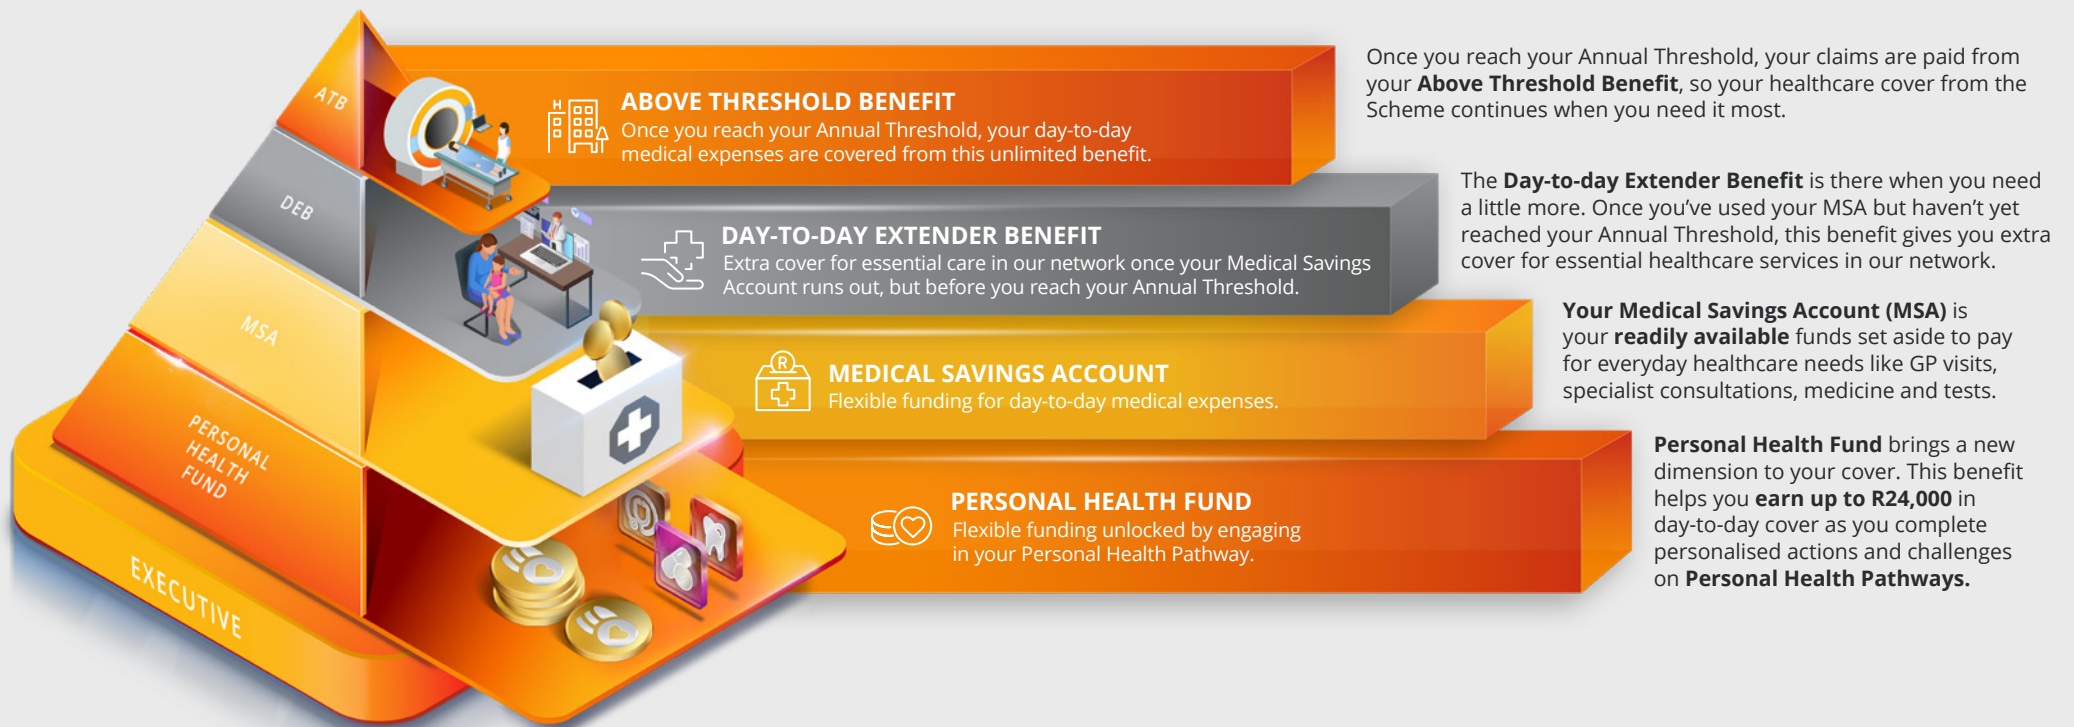 ATB
ABOVE THRESHOLD BENEFIT
Once you reach your Annual Threshold, your day-to-day
medical expenses are covered from this unlimited benefit.
Once you reach your Annual Threshold, your claims are paid from
your Above Threshold Benefit, so your healthcare cover from the
Scheme continues when you need it most.
DEB
DAY-TO-DAY EXTENDER BENEFIT
Extra cover for essential care in our network once your Medical Savings
Account runs out, but before you reach your Annual Threshold.
The Day-to-day Extender Benefit is there when you need
a little more. Once you’ve used your MSA but haven’t yet
reached your Annual Threshold, this benefit gives you extra
cover for essential healthcare services in our network.
MSA
R
MEDICAL SAVINGS ACCOUNT
Flexible funding for day-to-day medical expenses.
Your Medical Savings Account (MSA) is
your readily available funds set aside to pay
for everyday healthcare needs like GP visits,
specialist consultations, medicine and tests.
PERSONAL
HEALTH
FUND
PERSONAL HEALTH FUND
Flexible funding unlocked by engaging
in your Personal Health Pathway.
Personal Health Fund brings a new
dimension to your cover. This benefit
helps you earn up to R24,000 in
day-to-day cover as you complete
personalised actions and challenges
on Personal Health Pathways.
EXECUTIVE
H